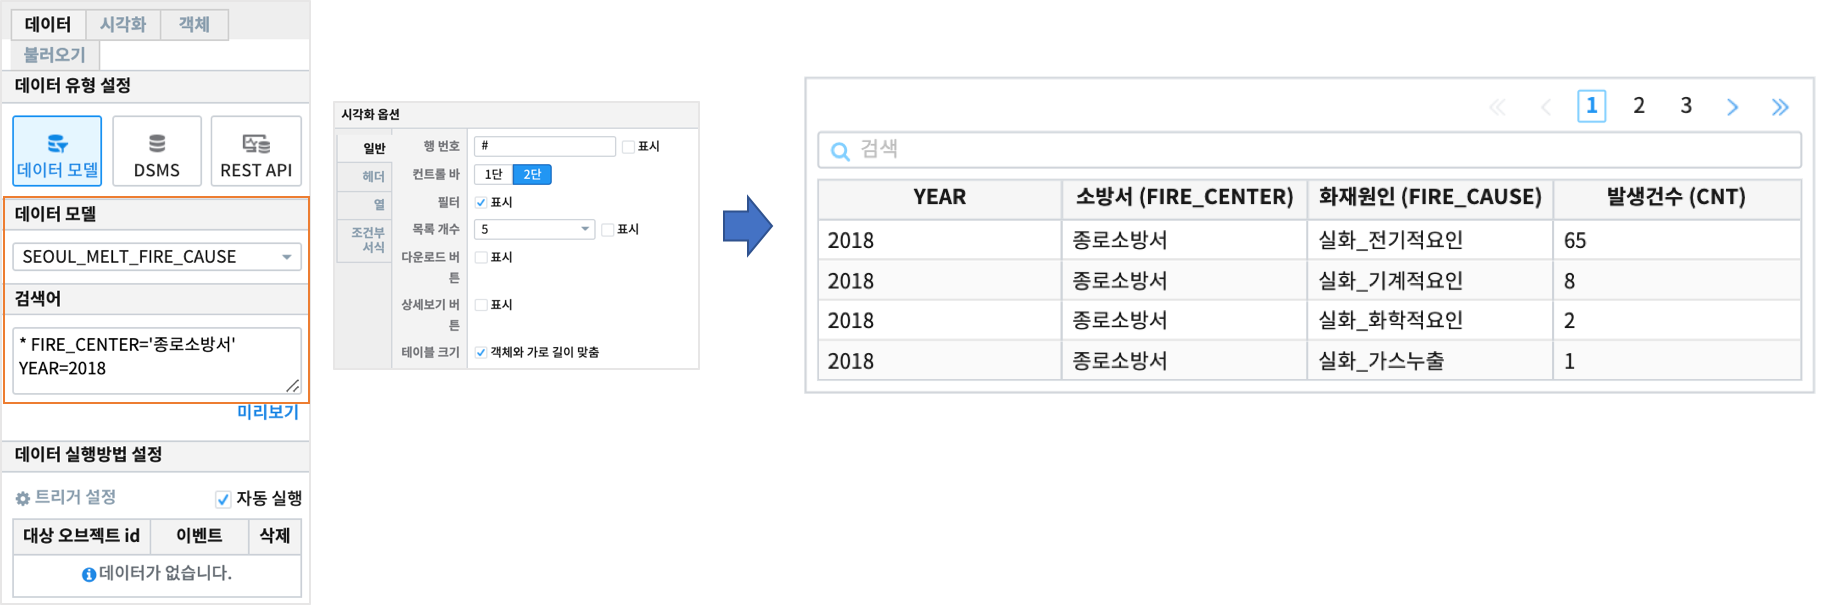 데이터 시각화 객체
불러오기
데이터 유형 설정
데이터 모델 DSMS REST API
데이터 모델
SEOUL_MELT_FIRE_CAUSE
검색어
* FIRE_CENTER='종로소방서'
YEAR=2018
미리보기
데이터 실행방법 설정
트리거 설정 자동 실행
대상 오브젝트 id 이벤트 삭제
데이터가 없습니다.
시각화 옵션
일반
헤더
열
조건부
서식
행 번호 # 표시
컨트롤 바 1단 2단
필터 표시
목록 개수 5 표시
다운로드 버
튼
표시
상세보기 버
튼
표시
테이블 크기 객체와 가로 길이 맞춤
« ‹ 1 2 3 › »
검색
YEAR 소방서 (FIRE_CENTER) 화재원인 (FIRE_CAUSE) 발생건수 (CNT)
2018 종로소방서 실화_전기적요인 65
2018 종로소방서 실화_기계적요인 8
2018 종로소방서 실화_화학적요인 2
2018 종로소방서 실화_가스누출 1